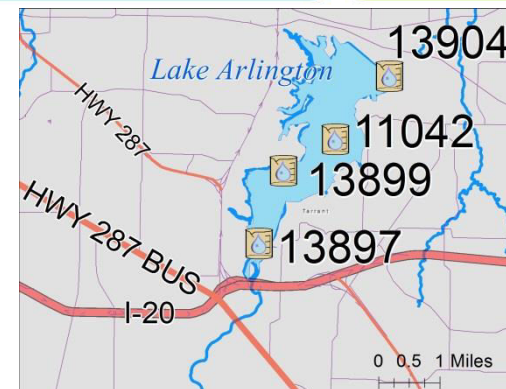 13904
Lake Arlington
HWY 287
11042
13899
Tarrant
HWY 287 BUS
13897
I-20
0 0.5 1 Miles